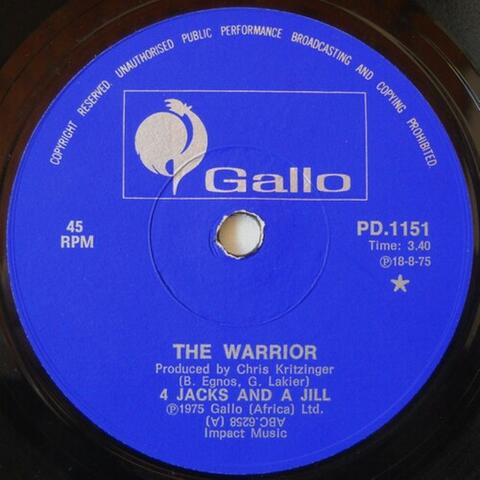 COPYRIGHT RESERVED. UNAUTHORISED PUBLIC PERFORMANCE BROADCASTING AND COPYING PROHIBITED.
Gallo
45
RPM
PD.1151
Time: 3.40
Ⓟ18-8-75
THE WARRIOR
Produced by Chris Kritzinger
(B. Egnos, G. Lakier)
4 JACKS AND A JILL
Ⓟ1975 Gallo (Africa) Ltd.
ABC.6258 (A)
Impact Music